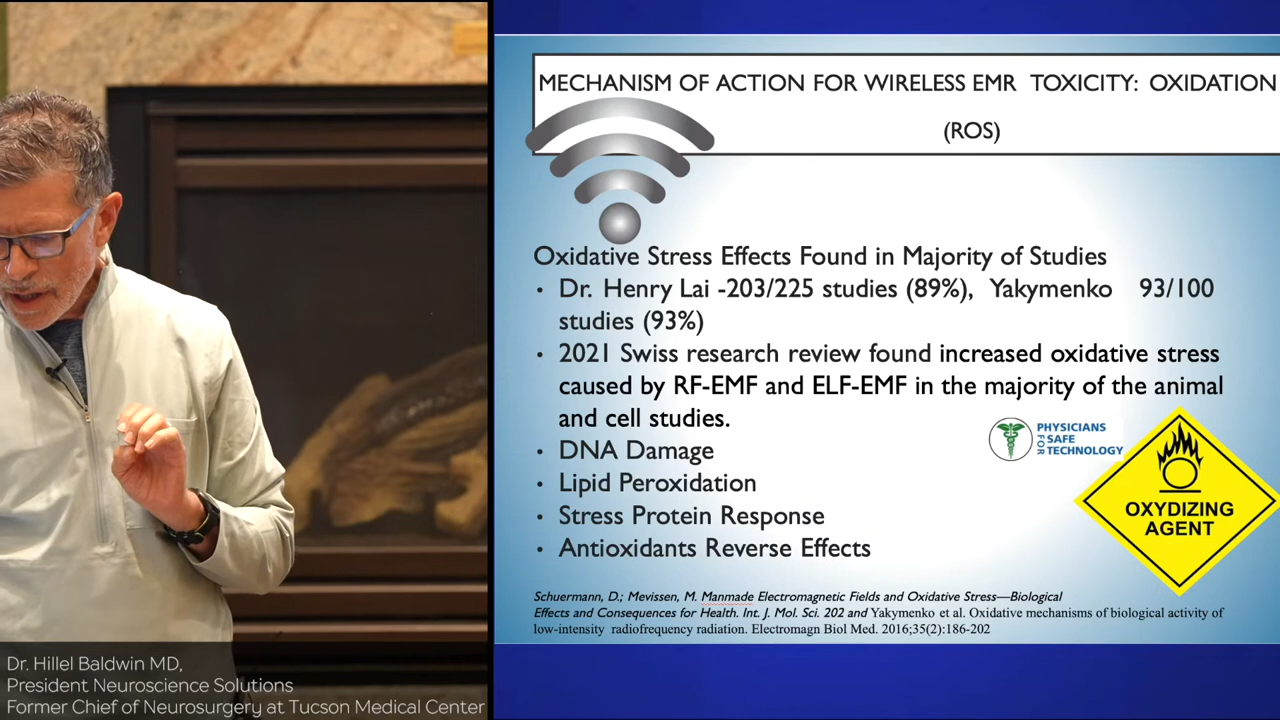 MECHANISM OF ACTION FOR WIRELESS EMR TOXICITY: OXIDATION
(ROS)
Oxidative Stress Effects Found in Majority of Studies
• Dr. Henry Lai -203/225 studies (89%), Yakymenko 93/100
studies (93%)
• 2021 Swiss research review found increased oxidative stress
caused by RF-EMF and ELF-EMF in the majority of the animal
and cell studies.
• DNA Damage
• Lipid Peroxidation
• Stress Protein Response
• Antioxidants Reverse Effects
PHYSICIANS
FOR SAFE
TECHNOLOGY
OXYDIZING
AGENT
Schuermann, D.; Mevissen, M. Manmade Electromagnetic Fields and Oxidative Stress—Biological
Effects and Consequences for Health. Int. J. Mol. Sci. 202 and Yakymenko et al. Oxidative mechanisms of biological activity of
low-intensity radiofrequency radiation. Electromagn Biol Med. 2016;35(2):186-202
Dr. Hillel Baldwin MD,
President Neuroscience Solutions
Former Chief of Neurosurgery at Tucson Medical Center